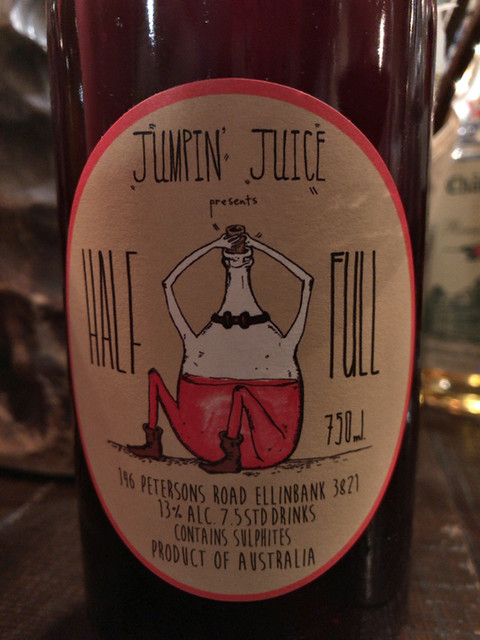 JUMPIN' JUICE
presents
HALF FULL
750ml.
146 PETERSONS ROAD ELLINBANK 3821
13% ALC. 7.5 STD DRINKS
CONTAINS SULPHITES
PRODUCT OF AUSTRALIA